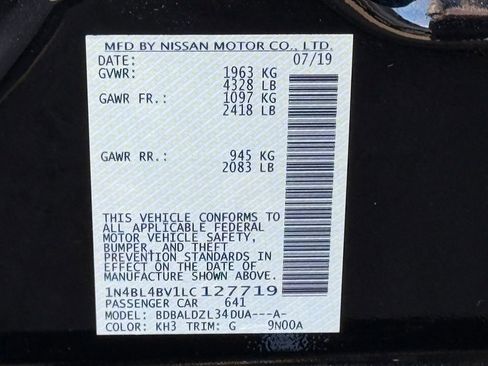 MFD BY NISSAN MOTOR CO., LTD.
DATE: 07/19
GVWR: 1963 KG
4328 LB
GAWR FR.: 1097 KG
2418 LB
GAWR RR.: 945 KG
2083 LB
THIS VEHICLE CONFORMS TO
ALL APPLICABLE FEDERAL
MOTOR VEHICLE SAFETY,
BUMPER, AND THEFT
PREVENTION STANDARDS IN
EFFECT ON THE DATE OF
MANUFACTURE SHOWN ABOVE.
1N4BL4BV1LC127719
PASSENGER CAR 641
MODEL: BDBALDZL34DUA---A-
COLOR: KH3 TRIM: G 9N00A